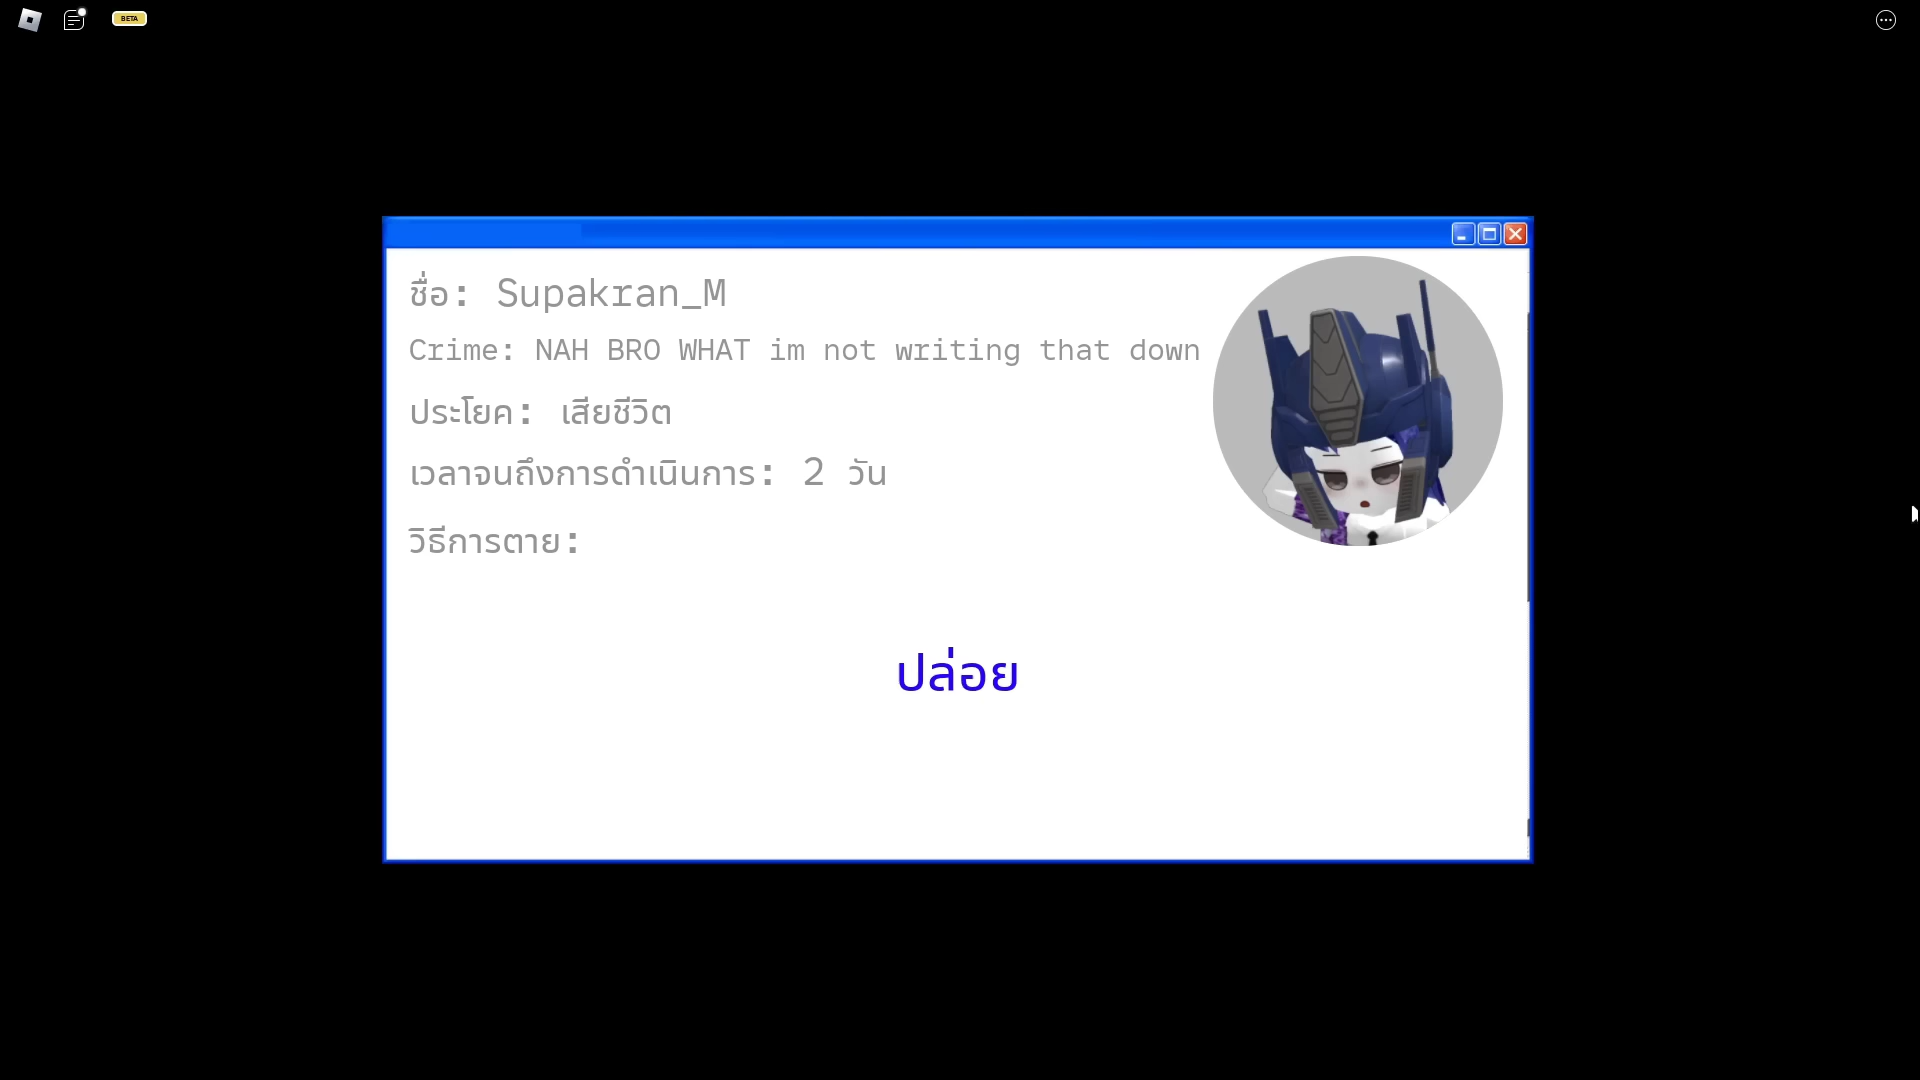 BETA
ชื่อ: Supakran_M
Crime: NAH BRO WHAT im not writing that down
ประโยค: เสียชีวิต
เวลาจนถึงการดำเนินการ: 2 วัน
วิธีการตาย:
ปล่อย